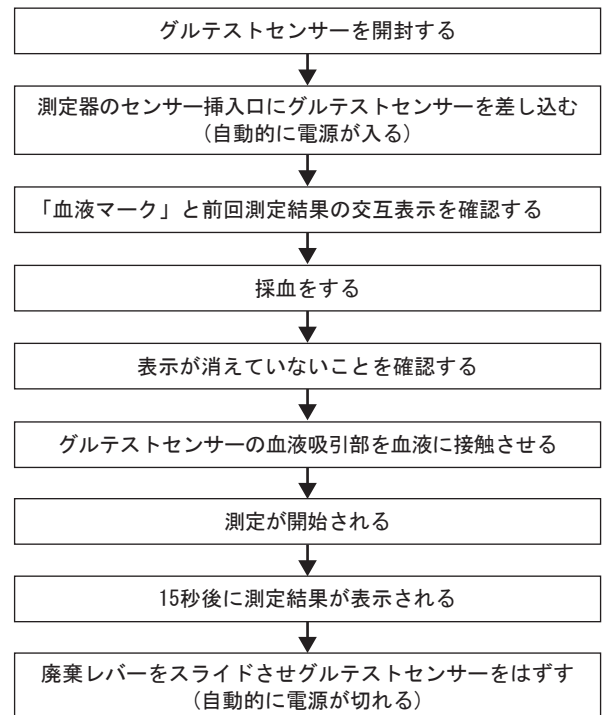 グルテストセンサーを開封する
測定器のセンサー挿入口にグルテストセンサーを差し込む
（自動的に電源が入る）
「血液マーク」と前回測定結果の交互表示を確認する
採血をする
表示が消えていないことを確認する
グルテストセンサーの血液吸引部を血液に接触させる
測定が開始される
15秒後に測定結果が表示される
廃棄レバーをスライドさせグルテストセンサーをはずす
（自動的に電源が切れる）